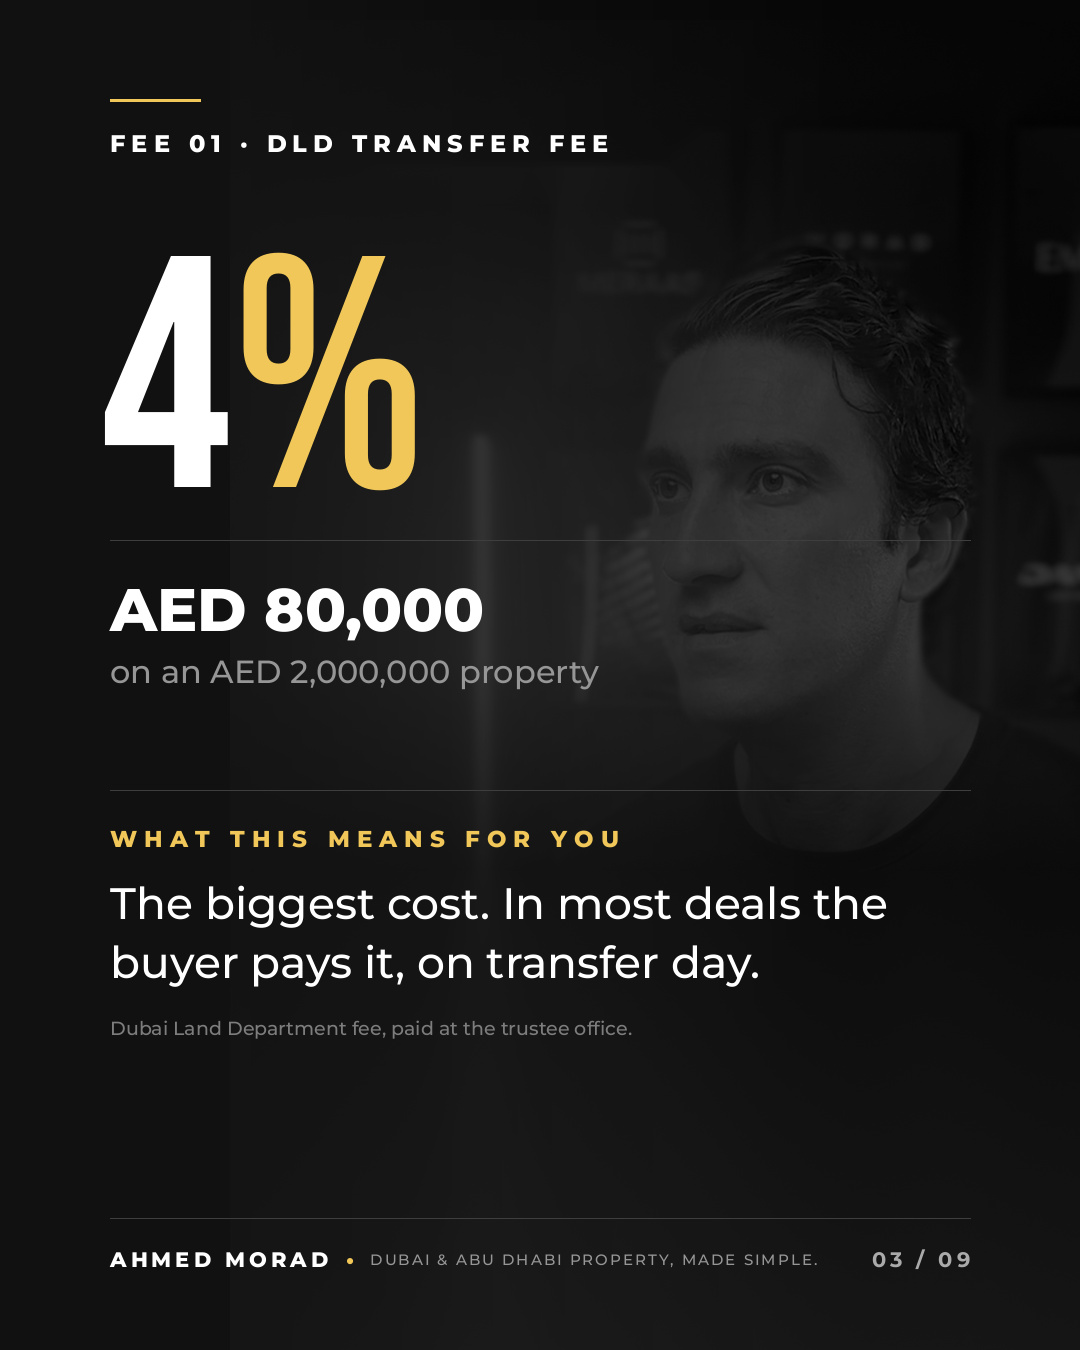 FEE 01 · DLD TRANSFER FEE
4%
AED 80,000
on an AED 2,000,000 property
WHAT THIS MEANS FOR YOU
The biggest cost. In most deals the
buyer pays it, on transfer day.
Dubai Land Department fee, paid at the trustee office.
AHMED MORAD • DUBAI & ABU DHABI PROPERTY, MADE SIMPLE. 03 / 09